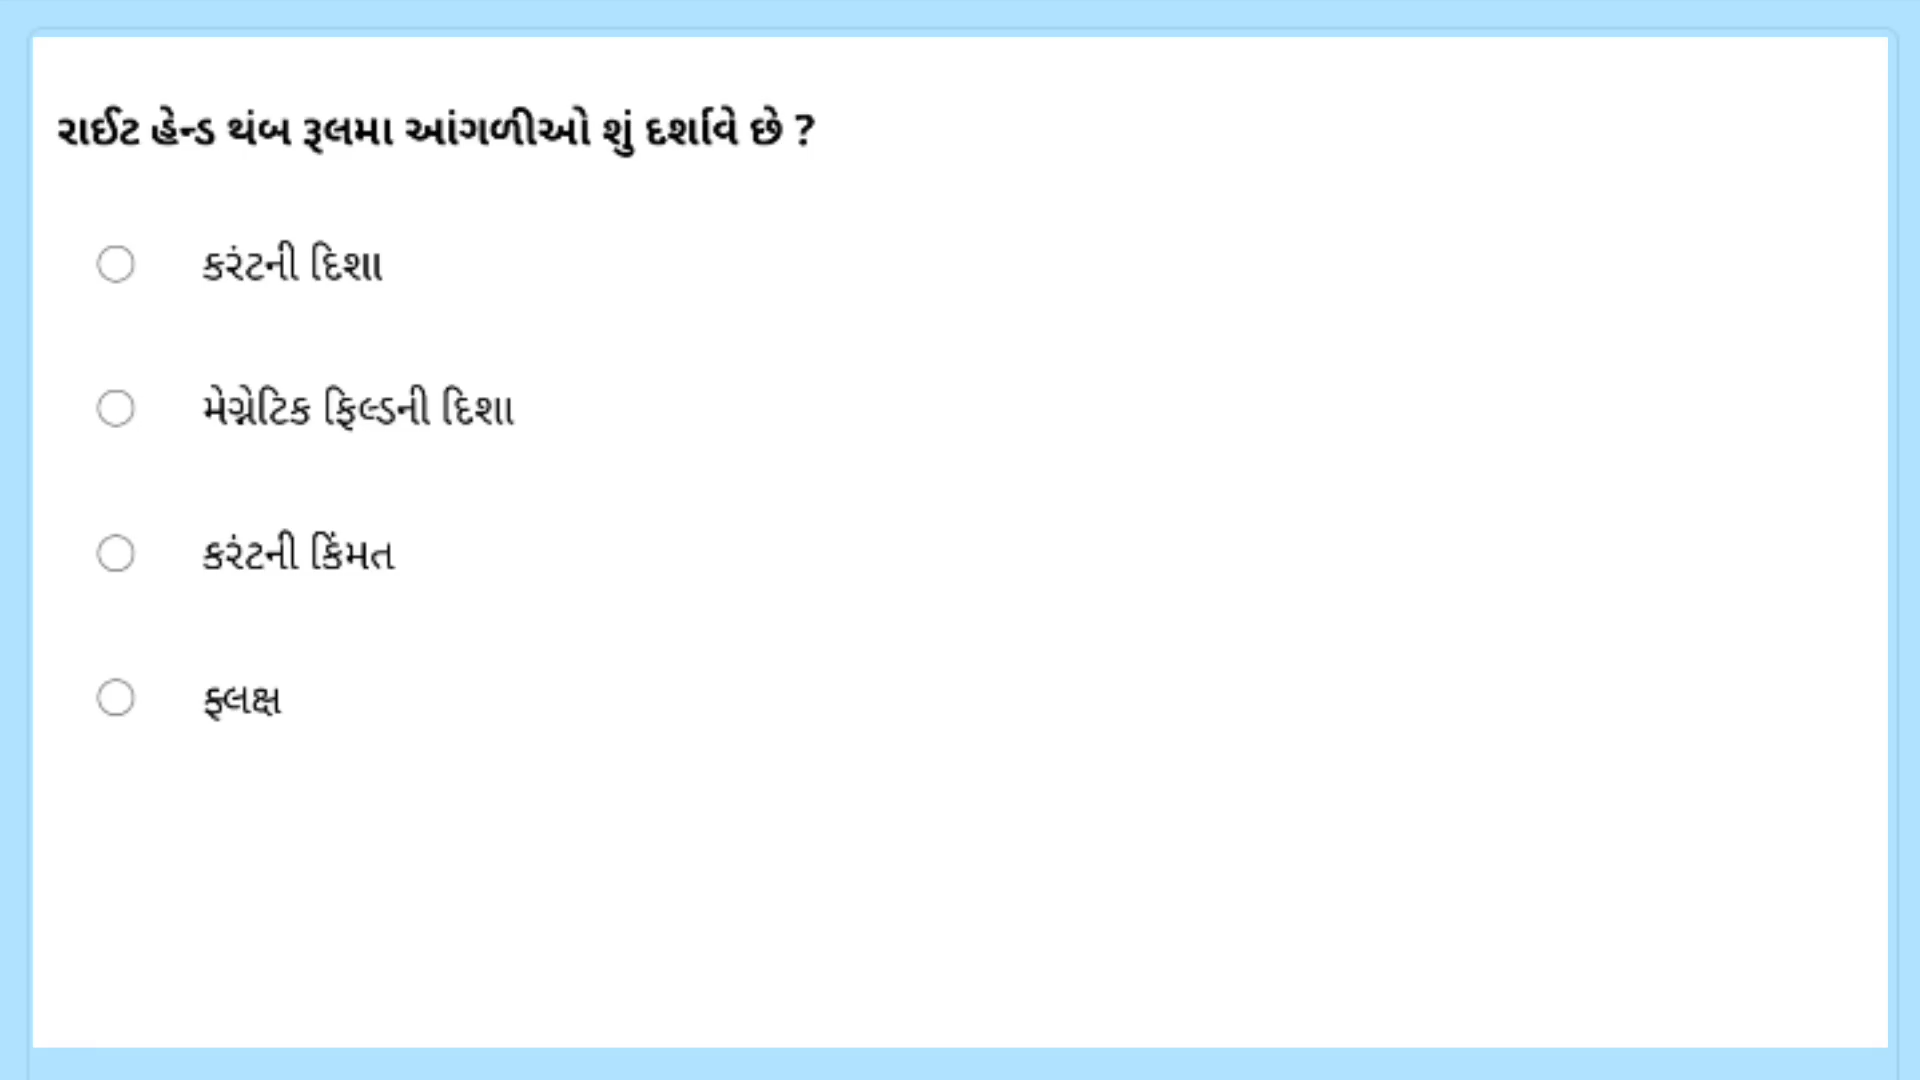 રાઈટ હેન્ડ થંબ રૂલમા આંગળીઓ શું દર્શાવે છે ?
કરંટની દિશા
મેગ્નેટિક ફિલ્ડની દિશા
કરંટની કિંમત
ફ્લક્ષ